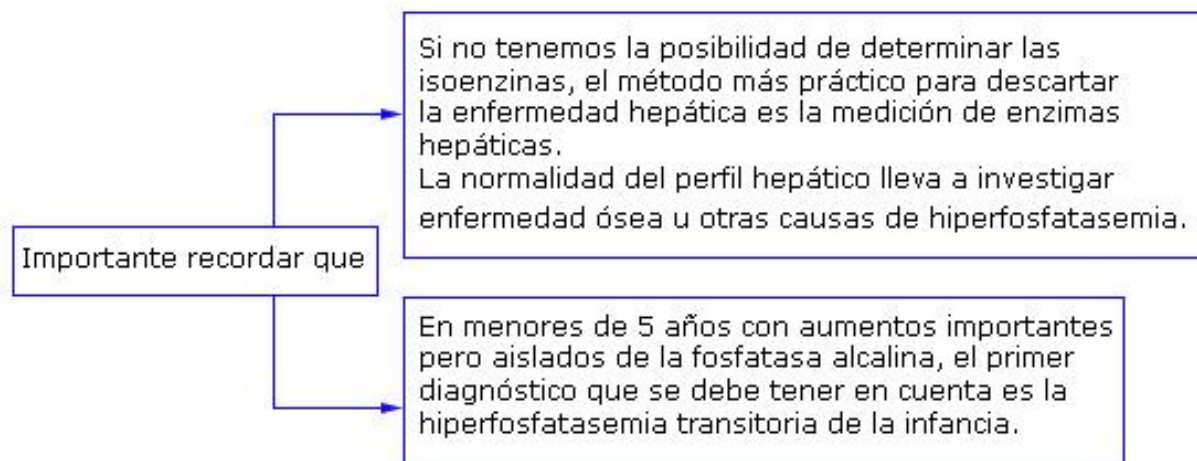 Importante recordar que
Si no tenemos la posibilidad de determinar las
isoenzinas, el método más práctico para descartar
la enfermedad hepática es la medición de enzimas
hepáticas.
La normalidad del perfil hepático lleva a investigar
enfermedad ósea u otras causas de hiperfosfatasemia.
En menores de 5 años con aumentos importantes
pero aislados de la fosfatasa alcalina, el primer
diagnóstico que se debe tener en cuenta es la
hiperfosfatasemia transitoria de la infancia.